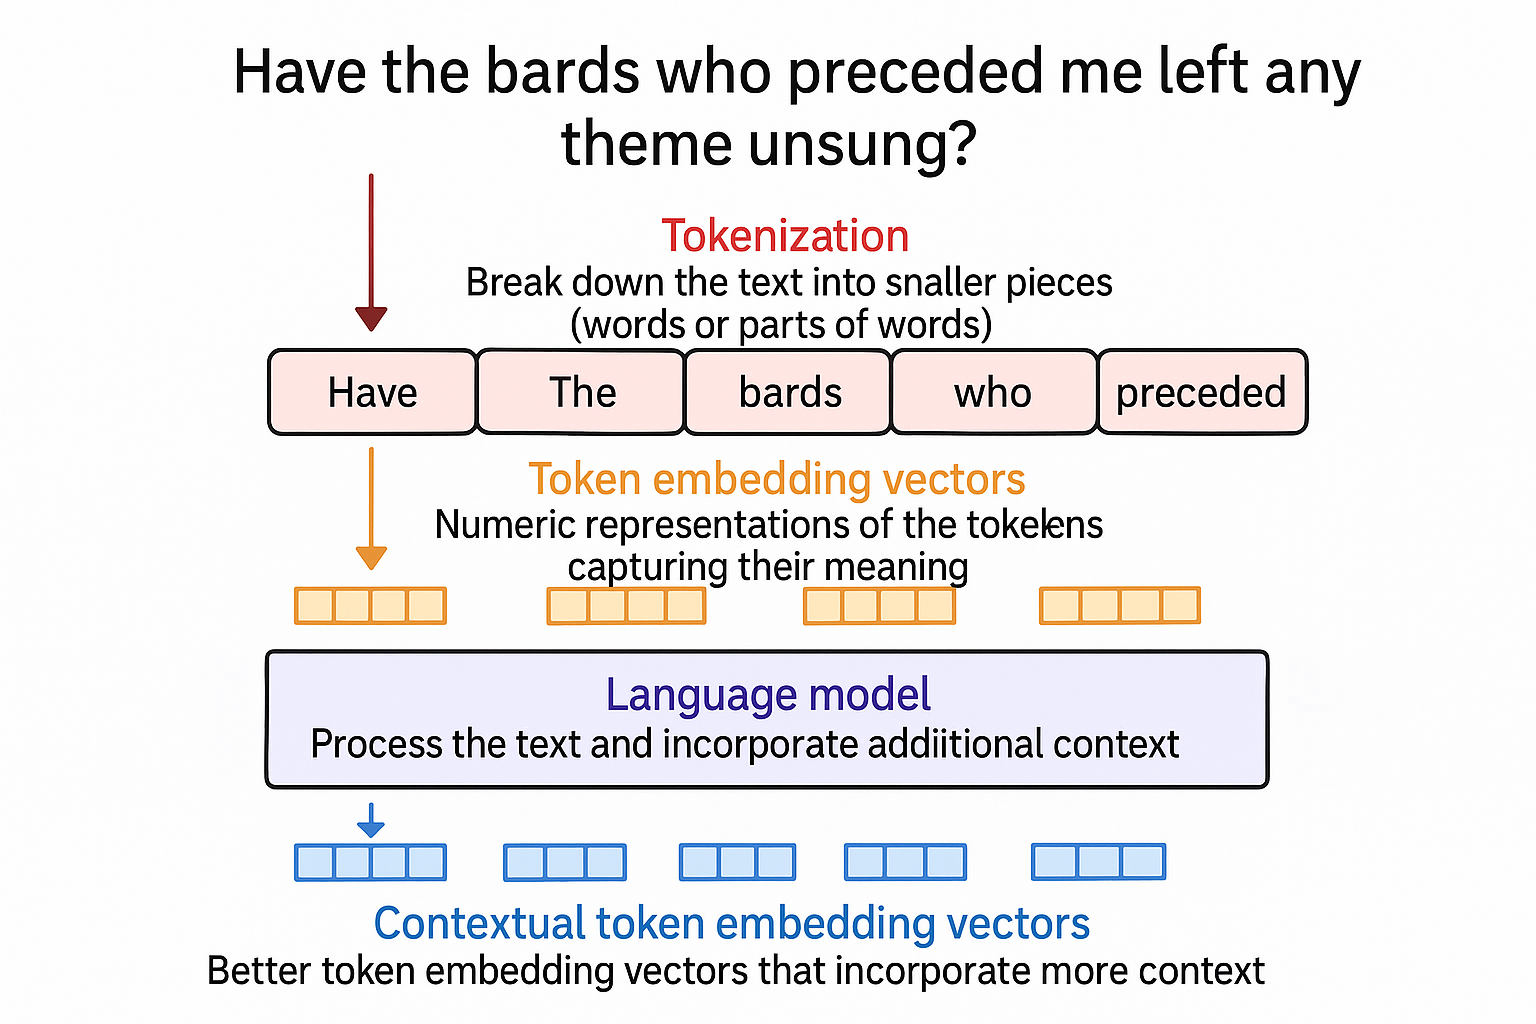 Have the bards who preceded me left any
theme unsung?
Tokenization
Break down the text into snaller pieces
(words or parts of words)
Have The bards who preceded
Token embedding vectors
Numeric representations of the tokelens
capturing their meaning
Language model
Process the text and incorporate addiitional context
Contextual token embedding vectors
Better token embedding vectors that incorporate more context